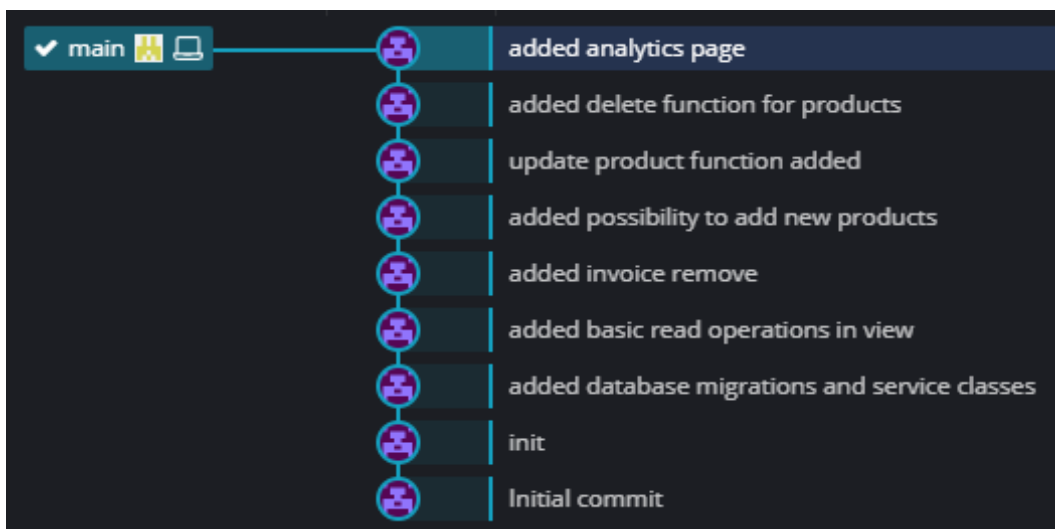 main
added analytics page
added delete function for products
update product function added
added possibility to add new products
added invoice remove
added basic read operations in view
added database migrations and service classes
init
Initial commit